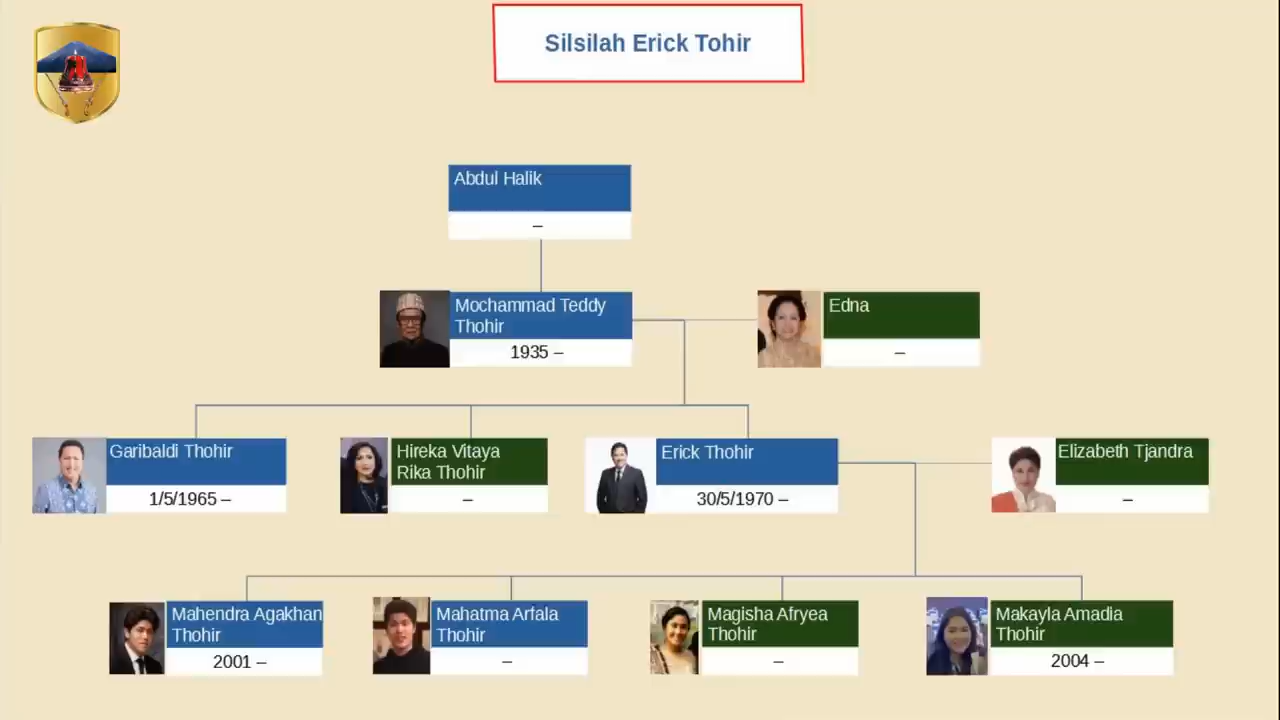 Silsilah Erick Tohir
Abdul Halik
–
Mochammad Teddy
Thohir
1935 –
Edna
–
Garibaldi Thohir
1/5/1965 –
Hireka Vitaya
Rika Thohir
–
Erick Thohir
30/5/1970 –
Elizabeth Tjandra
–
Mahendra Agakhan
Thohir
2001 –
Mahatma Arfala
Thohir
–
Magisha Afryea
Thohir
–
Makayla Amadia
Thohir
2004 –